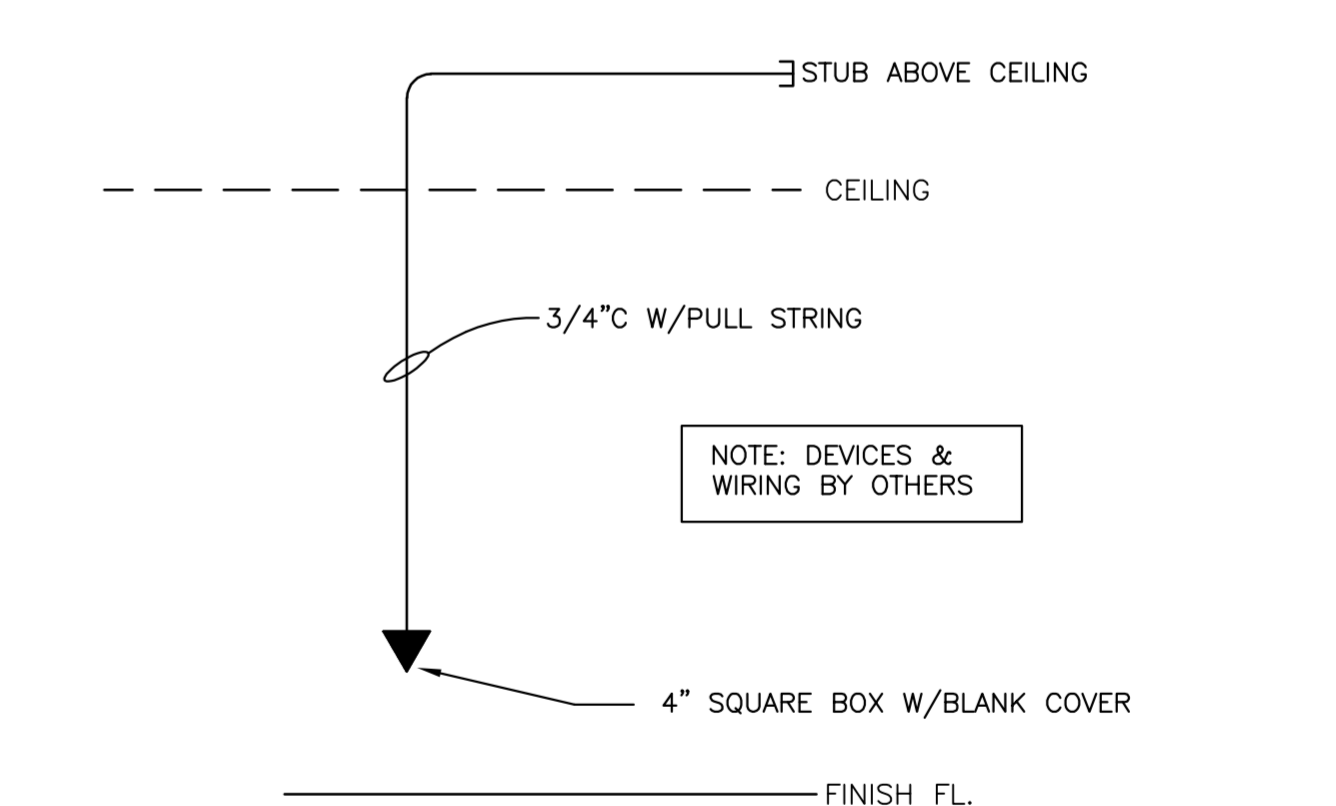 STUB ABOVE CEILING
CEILING
3/4”C W/PULL STRING
NOTE: DEVICES &
WIRING BY OTHERS
4” SQUARE BOX W/BLANK COVER
FINISH FL.